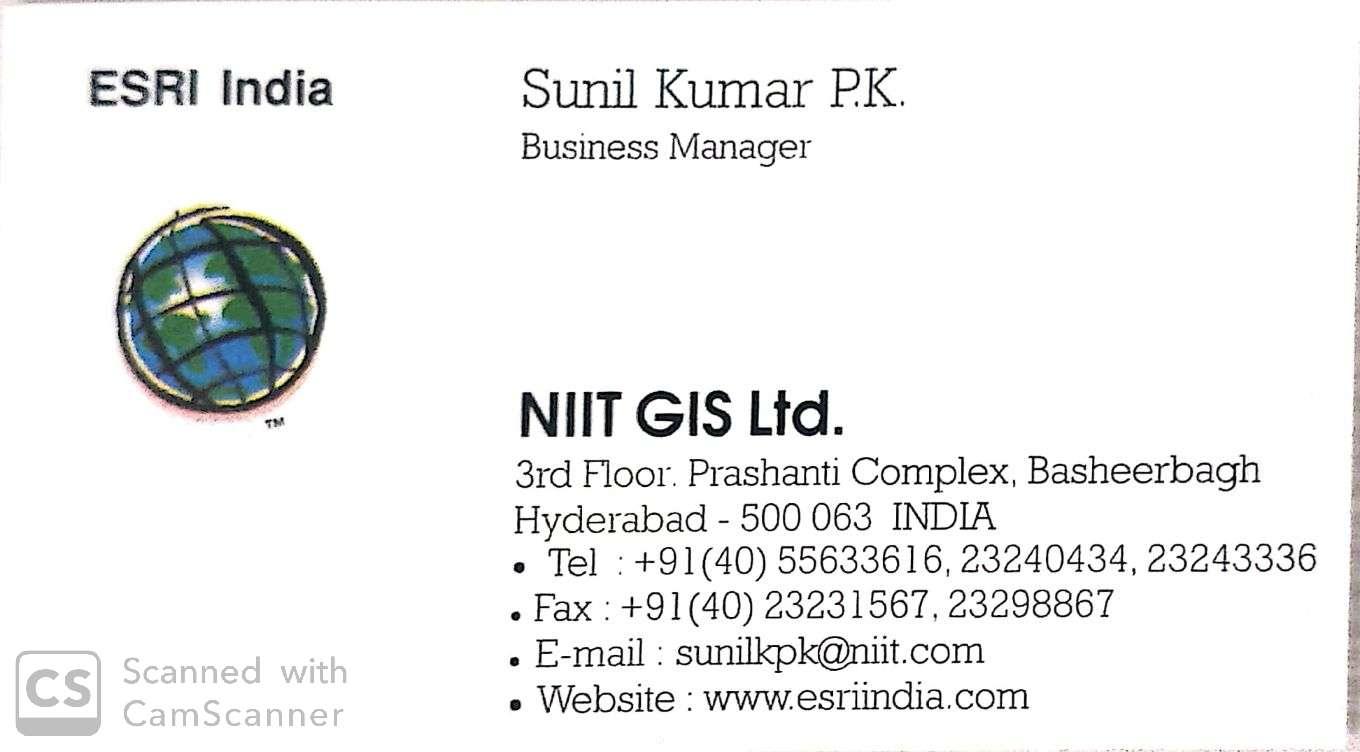 ESRI India
TM
Sunil Kumar P.K.
Business Manager
NIIT GIS Ltd.
3rd Floor. Prashanti Complex, Basheerbagh
Hyderabad - 500 063 INDIA
• Tel : +91(40) 55633616, 23240434, 23243336
• Fax : +91(40) 23231567, 23298867
• E-mail : sunilkpk@niit.com
• Website : www.esriindia.com
CS
Scanned with
CamScanner